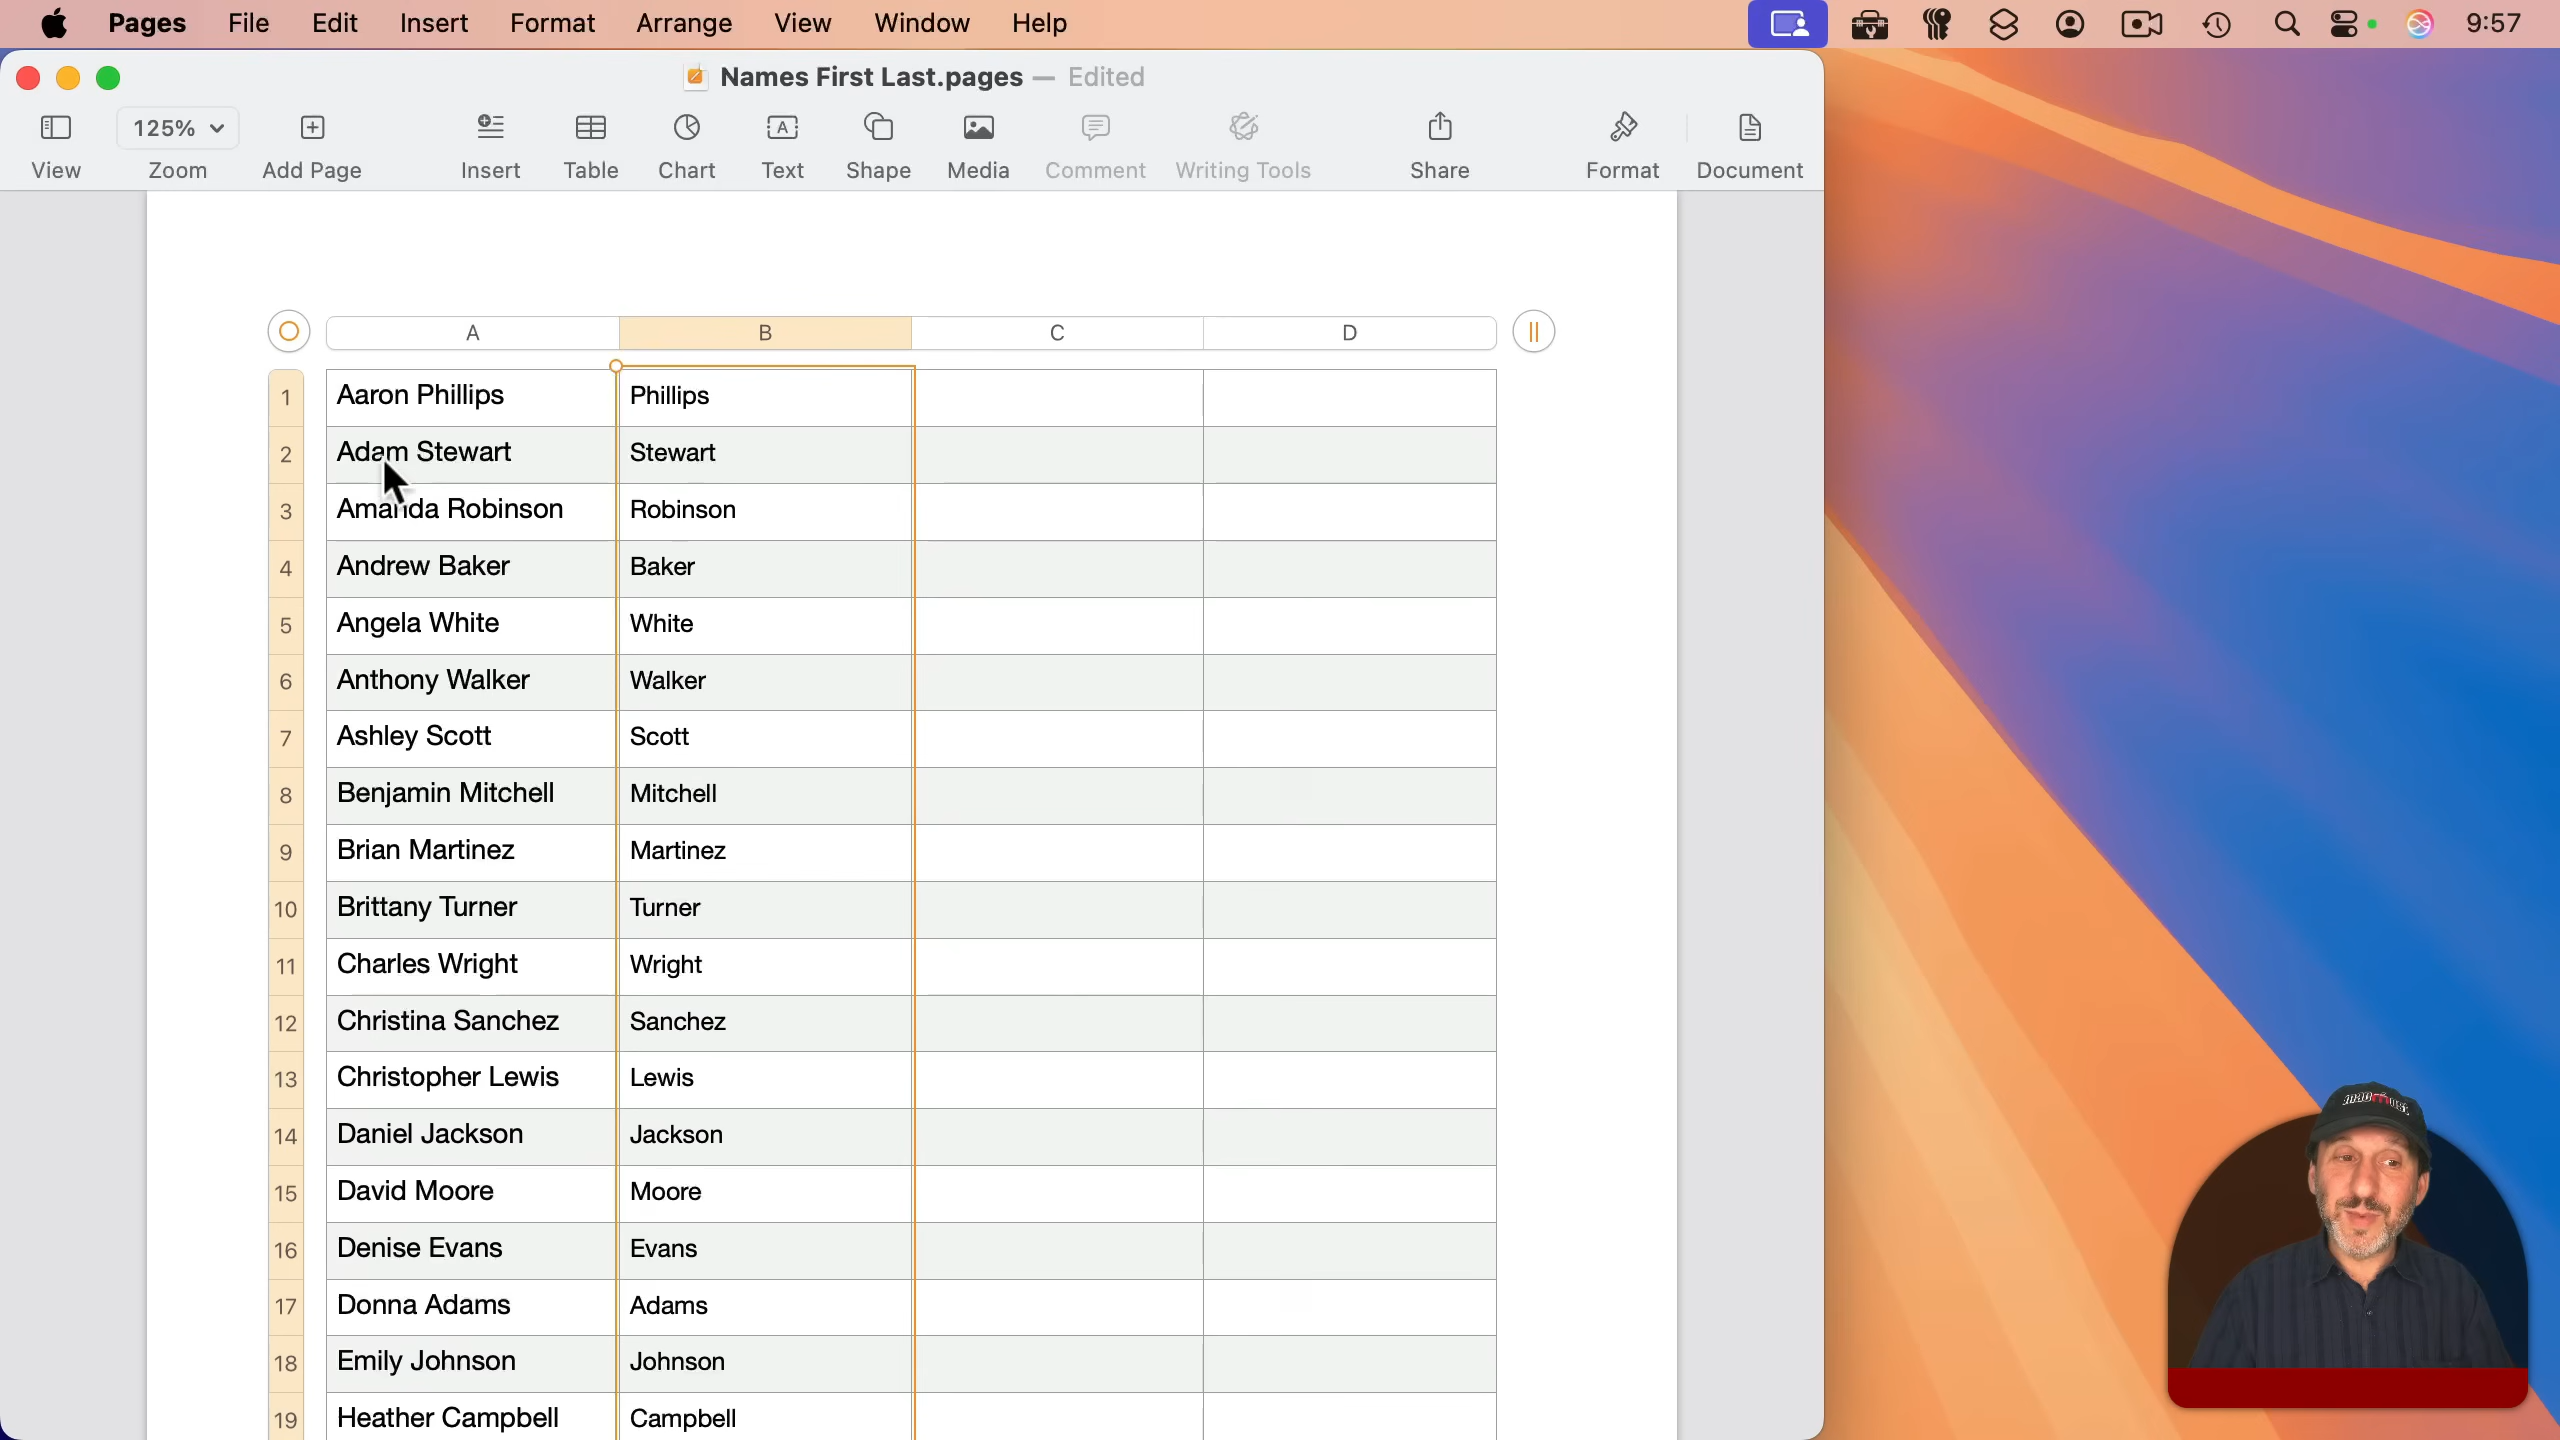 Pages File Edit Insert Format Arrange View Window Help 9:57
Names First Last.pages — Edited
125%
View Zoom Add Page Insert Table Chart Text Shape Media Comment Writing Tools Share Format Document
A B C D
1 Aaron Phillips Phillips
2 Adam Stewart Stewart
3 Amanda Robinson Robinson
4 Andrew Baker Baker
5 Angela White White
6 Anthony Walker Walker
7 Ashley Scott Scott
8 Benjamin Mitchell Mitchell
9 Brian Martinez Martinez
10 Brittany Turner Turner
11 Charles Wright Wright
12 Christina Sanchez Sanchez
13 Christopher Lewis Lewis
14 Daniel Jackson Jackson
15 David Moore Moore
16 Denise Evans Evans
17 Donna Adams Adams
18 Emily Johnson Johnson
19 Heather Campbell Campbell